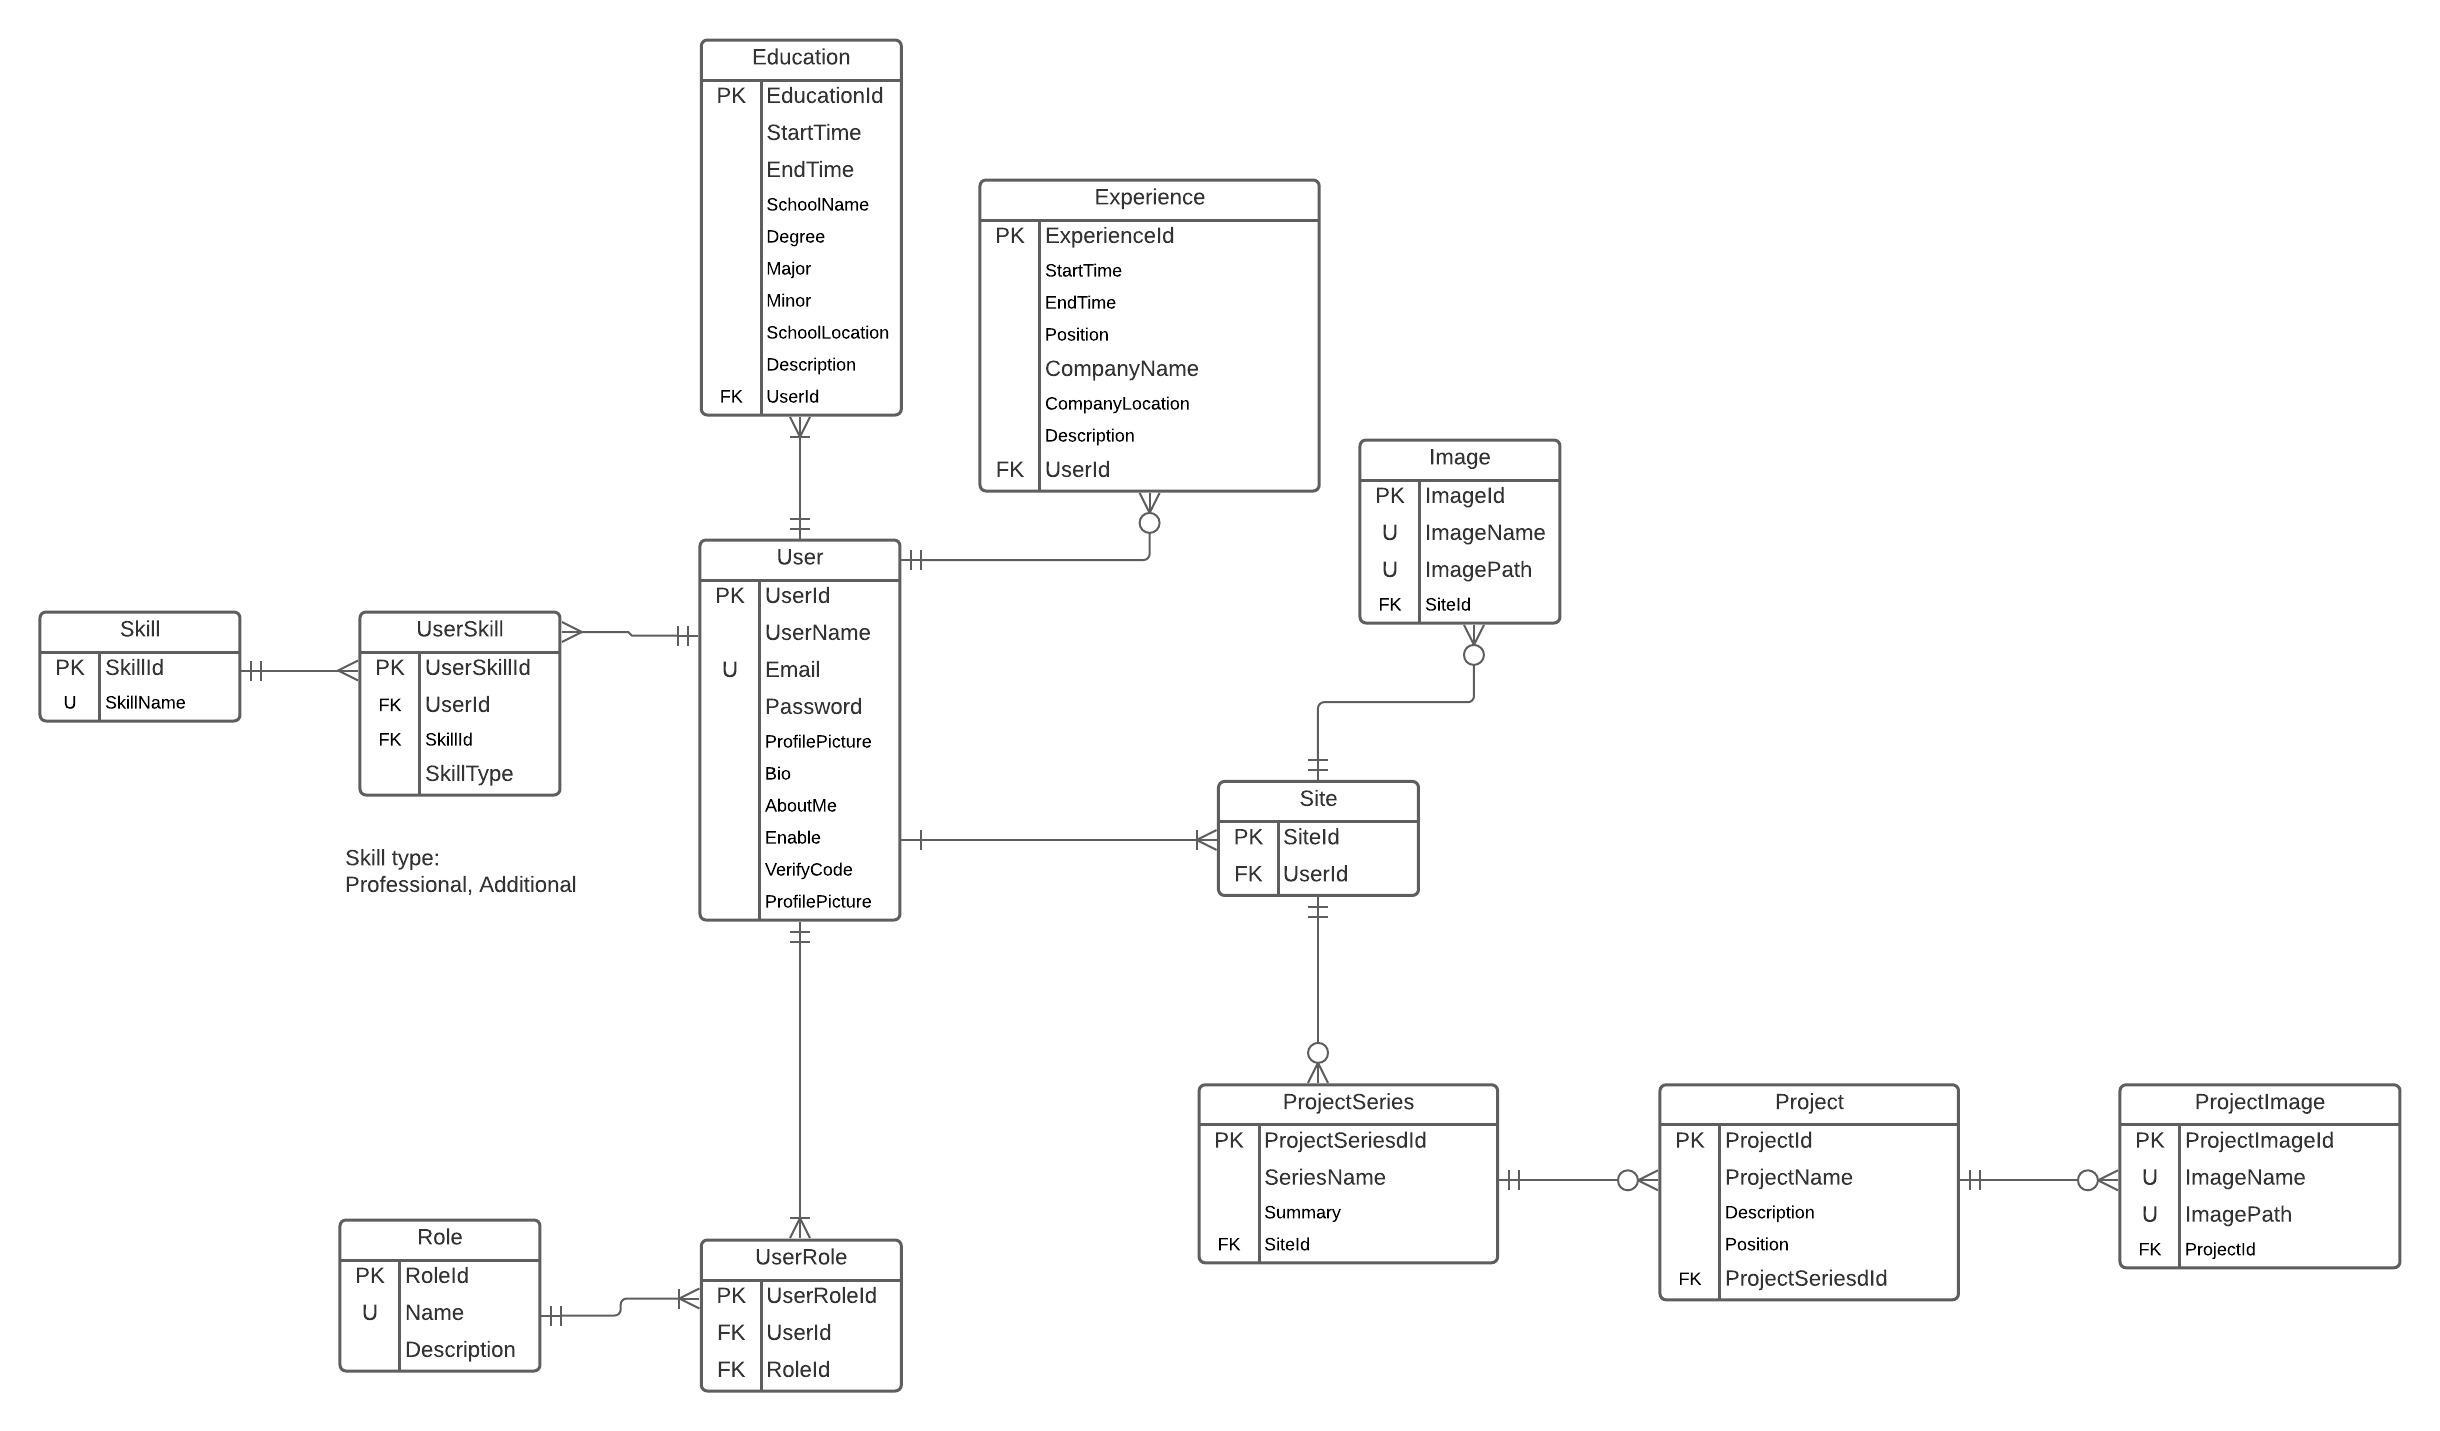 Education
PK EducationId
StartTime
EndTime
SchoolName
Degree
Major
Minor
SchoolLocation
Description
FK UserId
Experience
PK ExperienceId
StartTime
EndTime
Position
CompanyName
CompanyLocation
Description
FK UserId
Image
PK ImageId
U ImageName
U ImagePath
FK SiteId
Skill
PK SkillId
U SkillName
UserSkill
PK UserSkillId
FK UserId
FK SkillId
SkillType
Skill type:
Professional, Additional
User
PK UserId
UserName
U Email
Password
ProfilePicture
Bio
AboutMe
Enable
VerifyCode
ProfilePicture
Site
PK SiteId
FK UserId
Role
PK RoleId
U Name
Description
UserRole
PK UserRoleId
FK UserId
FK RoleId
ProjectSeries
PK ProjectSeriesdId
SeriesName
Summary
FK SiteId
Project
PK ProjectId
ProjectName
Description
Position
FK ProjectSeriesdId
ProjectImage
PK ProjectImageId
U ImageName
U ImagePath
FK ProjectId